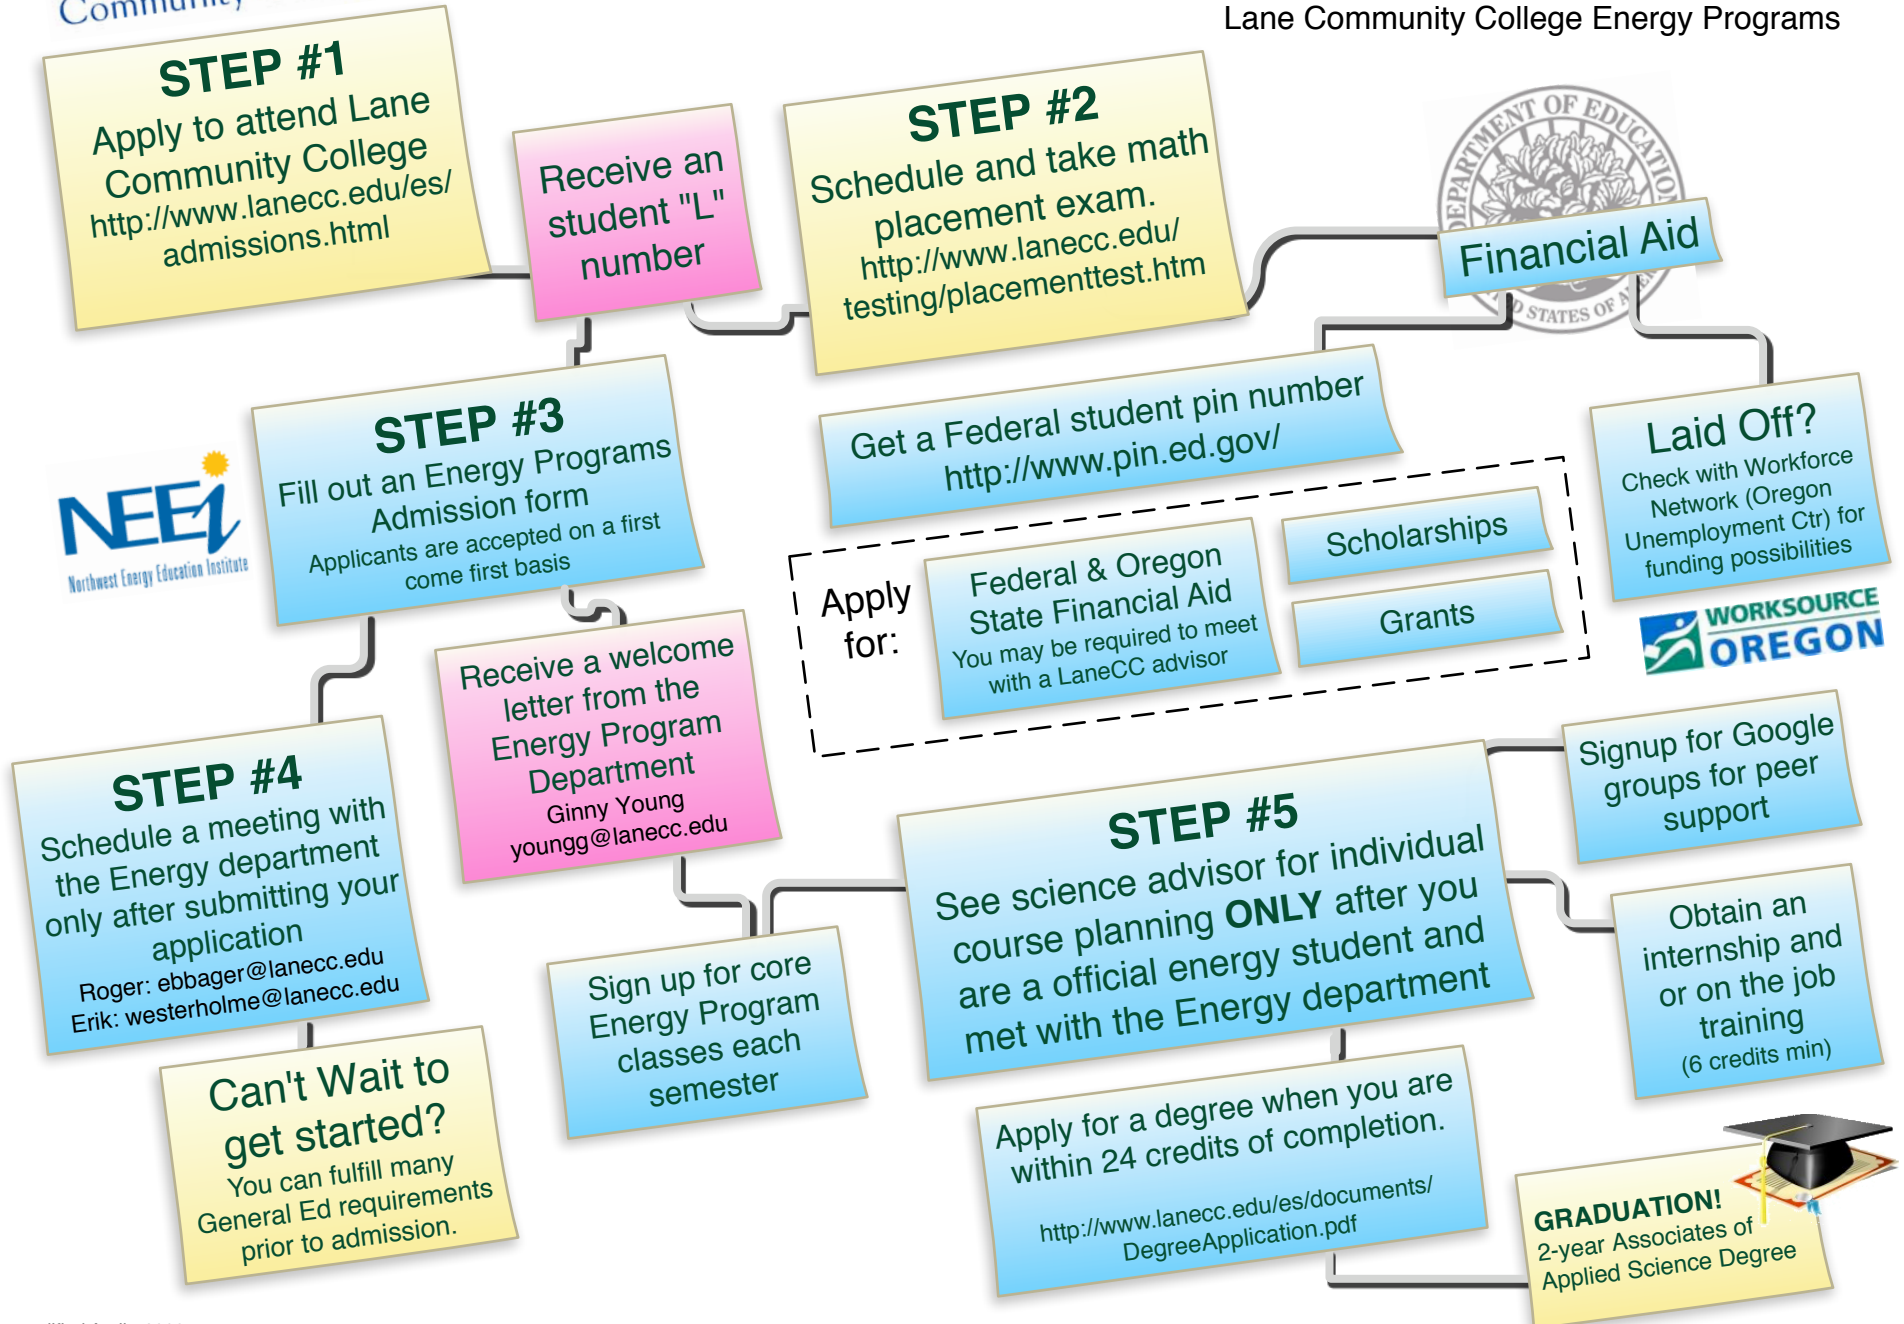 Community
Lane Community College Energy Programs
STEP #1
Apply to attend Lane
Community College
http://www.lanecc.edu/es/
admissions.html
Receive an
student "L"
number
STEP #2
Schedule and take math
placement exam.
http://www.lanecc.edu/
testing/placementtest.htm
DEPARTMENT OF EDUCATION
STATES OF
Financial Aid
Get a Federal student pin number
http://www.pin.ed.gov/
Laid Off?
Check with Workforce
Network (Oregon
Unemployment Ctr) for
funding possibilities
WORKSOURCE
OREGON
Apply
for:
Federal & Oregon
State Financial Aid
You may be required to meet
with a LaneCC advisor
Scholarships
Grants
NEEi
Northwest Energy Education Institute
STEP #3
Fill out an Energy Programs
Admission form
Applicants are accepted on a first
come first basis
Receive a welcome
letter from the
Energy Program
Department
Ginny Young
youngg@lanecc.edu
STEP #4
Schedule a meeting with
the Energy department
only after submitting your
application
Roger: ebbager@lanecc.edu
Erik: westerholme@lanecc.edu
Can't Wait to
get started?
You can fulfill many
General Ed requirements
prior to admission.
Sign up for core
Energy Program
classes each
semester
STEP #5
See science advisor for individual
course planning ONLY after you
are a official energy student and
met with the Energy department
Signup for Google
groups for peer
support
Obtain an
internship and
or on the job
training
(6 credits min)
Apply for a degree when you are
within 24 credits of completion.
http://www.lanecc.edu/es/documents/
DegreeApplication.pdf
GRADUATION!
2-year Associates of
Applied Science Degree